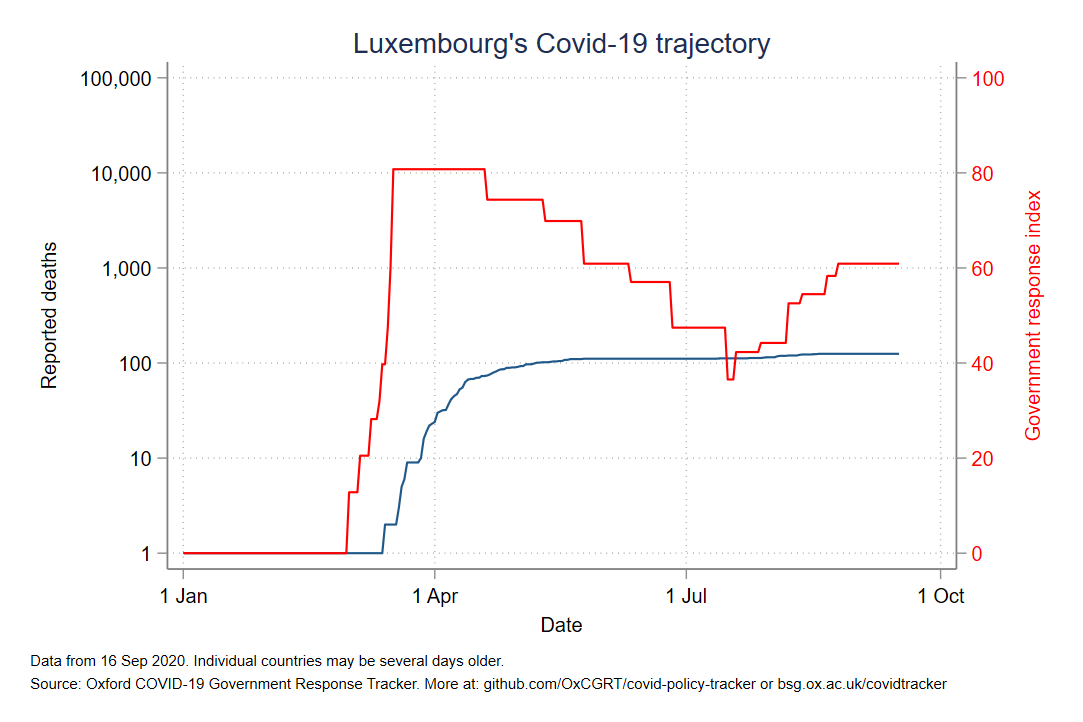 Luxembourg's Covid-19 trajectory
100,000
10,000
1,000
100
10
1
Reported deaths
100
80
60
40
20
0
Government response index
1 Jan
1 Apr
1 Jul
1 Oct
Date
Data from 16 Sep 2020. Individual countries may be several days older.
Source: Oxford COVID-19 Government Response Tracker. More at: github.com/OxCGRT/covid-policy-tracker or bsg.ox.ac.uk/covidtracker